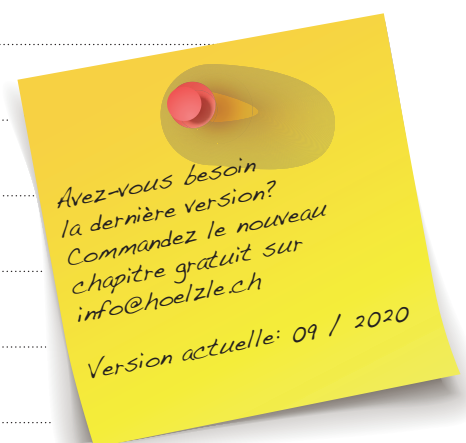 Avez-vous besoin
la dernière version?
Commandez le nouveau
chapitre gratuit sur
info@hoelzle.ch
Version actuelle: 09 / 2020